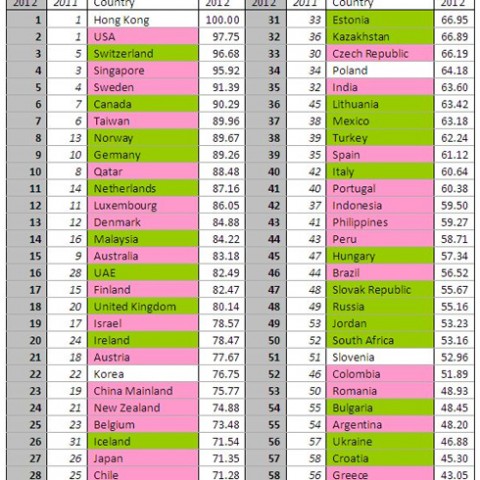 2012 2011 Country 2012 2012 2011 Country 2012
1 1 Hong Kong 100.00 31 33 Estonia 66.95
2 1 USA 97.75 32 36 Kazakhstan 66.89
3 5 Switzerland 96.68 33 30 Czech Republic 66.19
4 3 Singapore 95.92 34 34 Poland 64.18
5 4 Sweden 91.39 35 32 India 63.60
6 7 Canada 90.29 36 45 Lithuania 63.42
7 6 Taiwan 89.96 37 38 Mexico 63.18
8 13 Norway 89.67 38 39 Turkey 62.24
9 10 Germany 89.26 39 35 Spain 61.12
10 8 Qatar 88.48 40 42 Italy 60.64
11 14 Netherlands 87.16 41 40 Portugal 60.38
12 11 Luxembourg 86.05 42 37 Indonesia 59.50
13 12 Denmark 84.88 43 41 Philippines 59.27
14 16 Malaysia 84.22 44 43 Peru 58.71
15 9 Australia 83.18 45 47 Hungary 57.34
16 28 UAE 82.49 46 44 Brazil 56.52
17 15 Finland 82.47 47 48 Slovak Republic 55.67
18 20 United Kingdom 80.14 48 49 Russia 55.16
19 17 Israel 78.57 49 53 Jordan 53.23
20 24 Ireland 78.47 50 52 South Africa 53.16
21 18 Austria 77.67 51 51 Slovenia 52.96
22 22 Korea 76.75 52 46 Colombia 51.89
23 19 China Mainland 75.77 53 50 Romania 48.93
24 21 New Zealand 74.88 54 55 Bulgaria 48.45
25 23 Belgium 73.48 55 54 Argentina 48.20
26 31 Iceland 71.54 56 57 Ukraine 46.88
27 26 Japan 71.35 57 58 Croatia 45.30
28 25 Chile 71.28 58 56 Greece 43.05